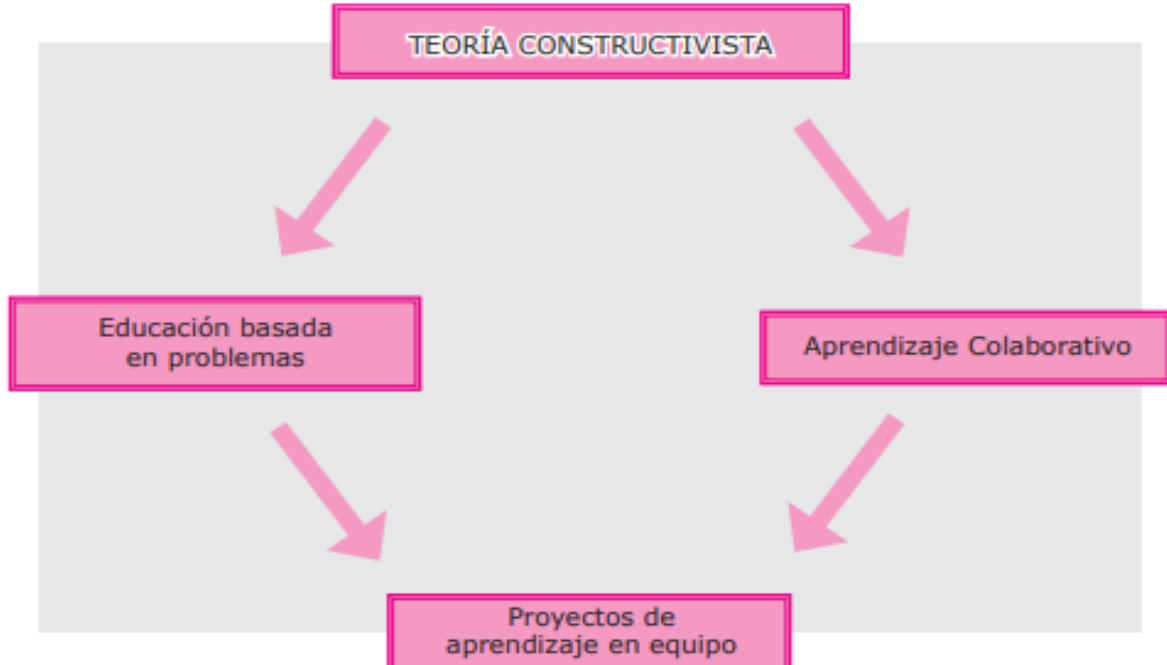 TEORÍA CONSTRUCTIVISTA
Educación basada
en problemas
Aprendizaje Colaborativo
Proyectos de
aprendizaje en equipo